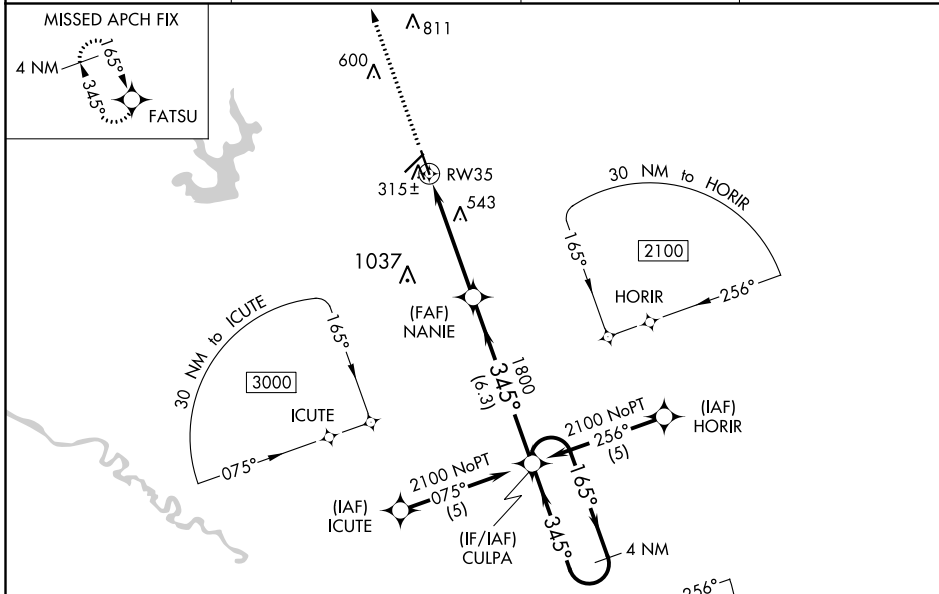 MISSED APCH FIX
4 NM
165°
345°
FATSU
811
600
RW35
315±
543
1037
(FAF)
NANIE
30 NM to HORIR
165°
2100
HORIR
256°
30 NM to ICUTE
165°
3000
ICUTE
075°
1800
345°
(6.3)
2100 NoPT
256°
(5)
(IAF)
HORIR
2100 NoPT
075°
(5)
(IAF)
ICUTE
(IF/IAF)
CULPA
165°
345°
4 NM
256°